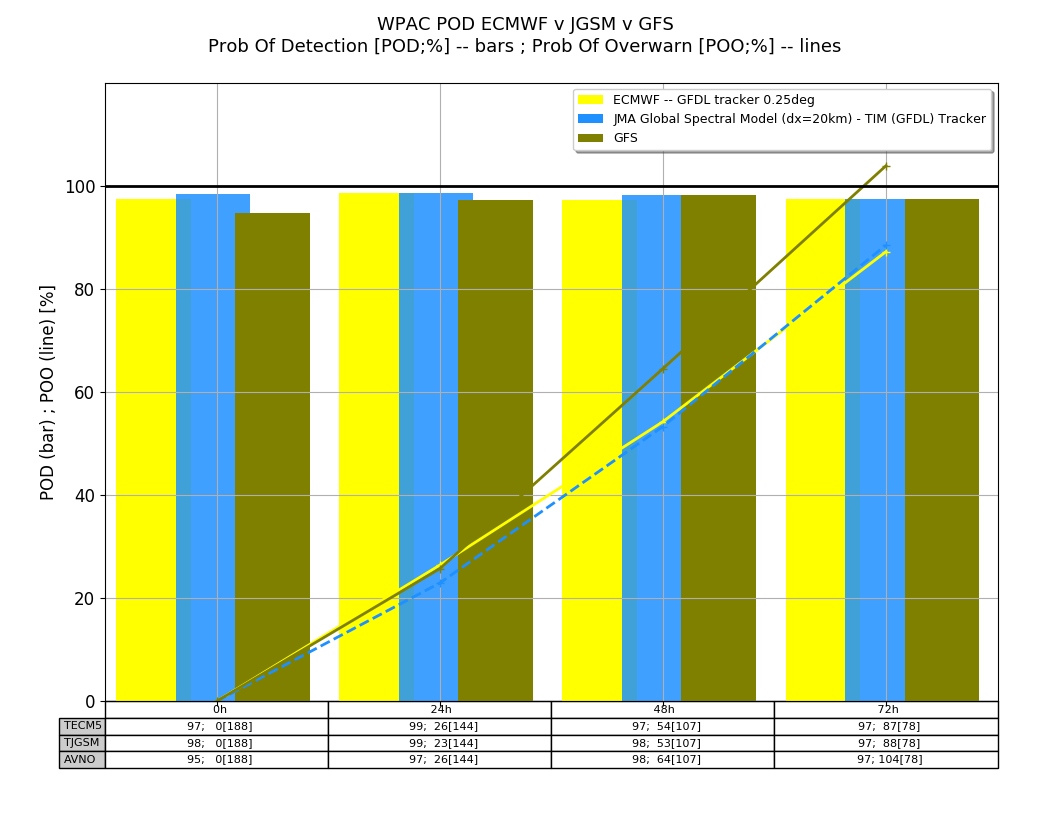 WPAC POD ECMWF v JGSM v GFS
Prob Of Detection [POD;%] -- bars ; Prob Of Overwarn [POO;%] -- lines
ECMWF -- GFDL tracker 0.25deg
JMA Global Spectral Model (dx=20km) - TIM (GFDL) Tracker
GFS
POD (bar) ; POO (line) [%]
100
80
60
40
20
0
0h 24h 48h 72h
TECM5 97; 0[188] 99; 26[144] 97; 54[107] 97; 87[78]
TJGSM 98; 0[188] 99; 23[144] 98; 53[107] 97; 88[78]
AVNO 95; 0[188] 97; 26[144] 98; 64[107] 97; 104[78]